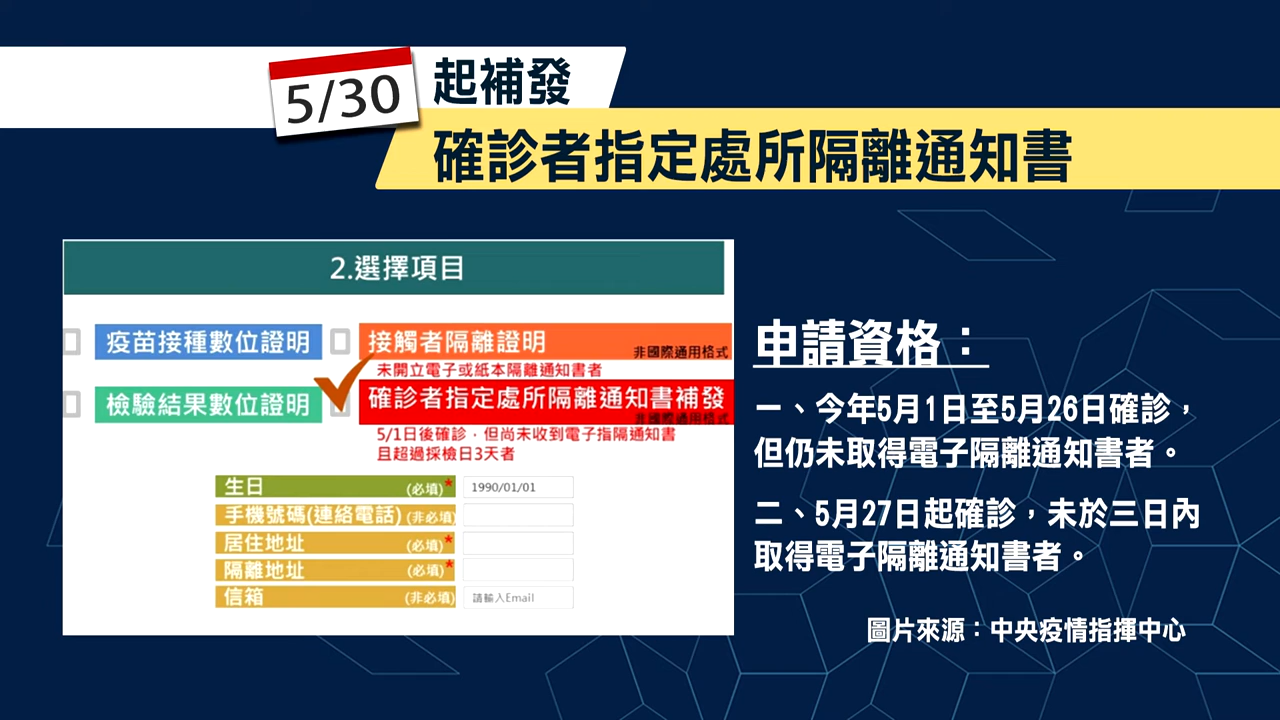 5/30
起補發
確診者指定處所隔離通知書
2.選擇項目
疫苗接種數位證明
接觸者隔離證明
非國際通用格式
未開立電子或紙本隔離通知書者
檢驗結果數位證明
確診者指定處所隔離通知書補發
非國際通用格式
5/1日後確診，但尚未收到電子指隔通知書
且超過採檢日3天者
生日 (必填)* 1990/01/01
手機號碼(連絡電話) (非必填)
居住地址 (必填)*
隔離地址 (必填)*
信箱 (非必填) 請輸入Email
申請資格：
一、今年5月1日至5月26日確診，
但仍未取得電子隔離通知書者。
二、5月27日起確診，未於三日內
取得電子隔離通知書者。
圖片來源：中央疫情指揮中心